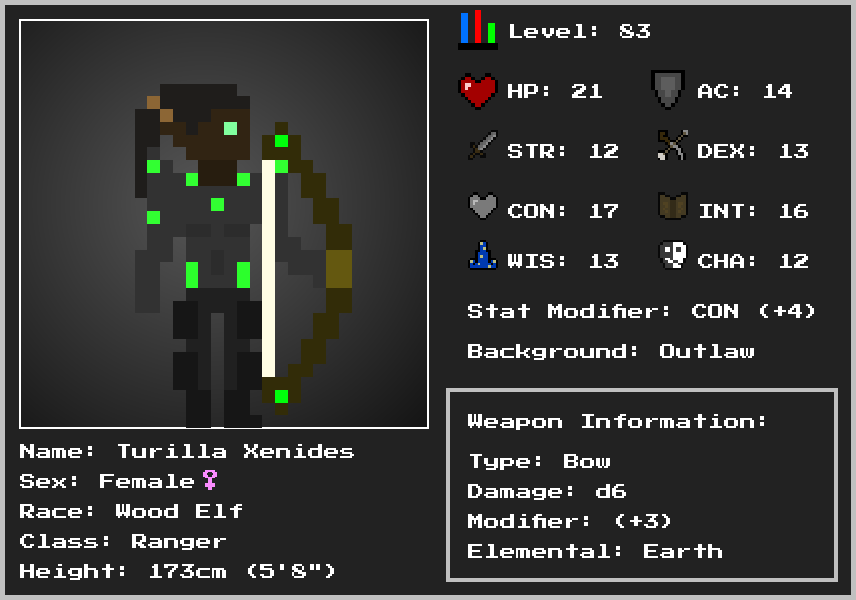 Level: 83
HP: 21 AC: 14
STR: 12 DEX: 13
CON: 17 INT: 16
WIS: 13 CHA: 12
Stat Modifier: CON (+4)
Background: Outlaw
Name: Turilla Xenides
Sex: Female♀
Race: Wood Elf
Class: Ranger
Height: 173cm (5'8")
Weapon Information:
Type: Bow
Damage: d6
Modifier: (+3)
Elemental: Earth